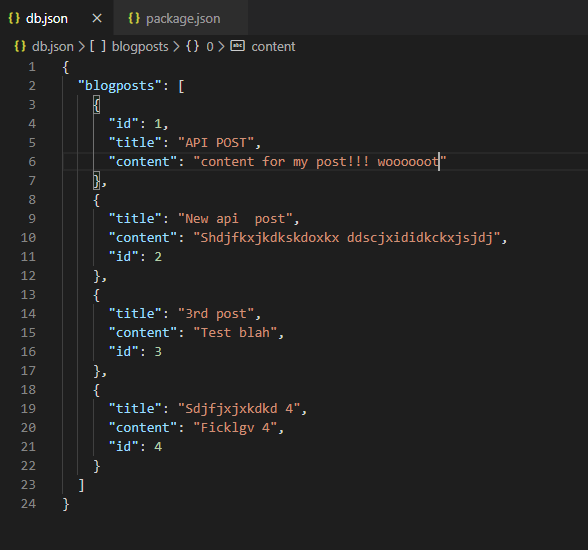 db.json × package.json
db.json > [ ] blogposts > {} 0 > abc content
1 {
2 "blogposts": [
3 {
4 "id": 1,
5 "title": "API POST",
6 "content": "content for my post!!! woooooot"
7 },
8 {
9 "title": "New api  post",
10 "content": "Shdjfkxjkdkskdoxkx ddscjxididkckxjsjdj",
11 "id": 2
12 },
13 {
14 "title": "3rd post",
15 "content": "Test blah",
16 "id": 3
17 },
18 {
19 "title": "Sdjfjxjxkdkd 4",
20 "content": "Ficklgv 4",
21 "id": 4
22 }
23 ]
24 }